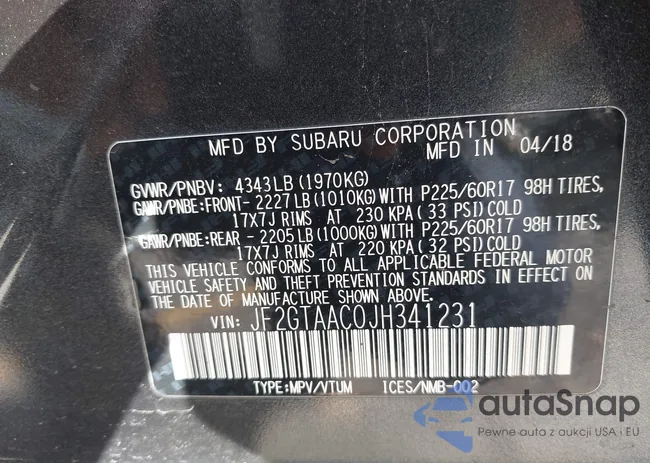 MFD BY SUBARU CORPORATION
MFD IN 04/18
GVWR/PNBV: 4343LB (1970KG)
GAWR/PNBE:FRONT- 2227 LB (1010KG) WITH P225/60R17 98H TIRES,
17X7J RIMS AT 230 KPA ( 33 PSI) COLD
GAWR/PNBE:REAR - 2205 LB (1000KG) WITH P225/60R17 98H TIRES,
17X7J RIMS AT 220 KPA ( 32 PSI) COLD
THIS VEHICLE CONFORMS TO ALL APPLICABLE FEDERAL MOTOR
VEHICLE SAFETY AND THEFT PREVENTION STANDARDS IN EFFECT ON
THE DATE OF MANUFACTURE SHOWN ABOVE.
VIN: JF2GTAAC0JH341231
TYPE:MPV/VTUM ICES/NMB-002
autoSnap
Pewne auta z aukcji USA i EU